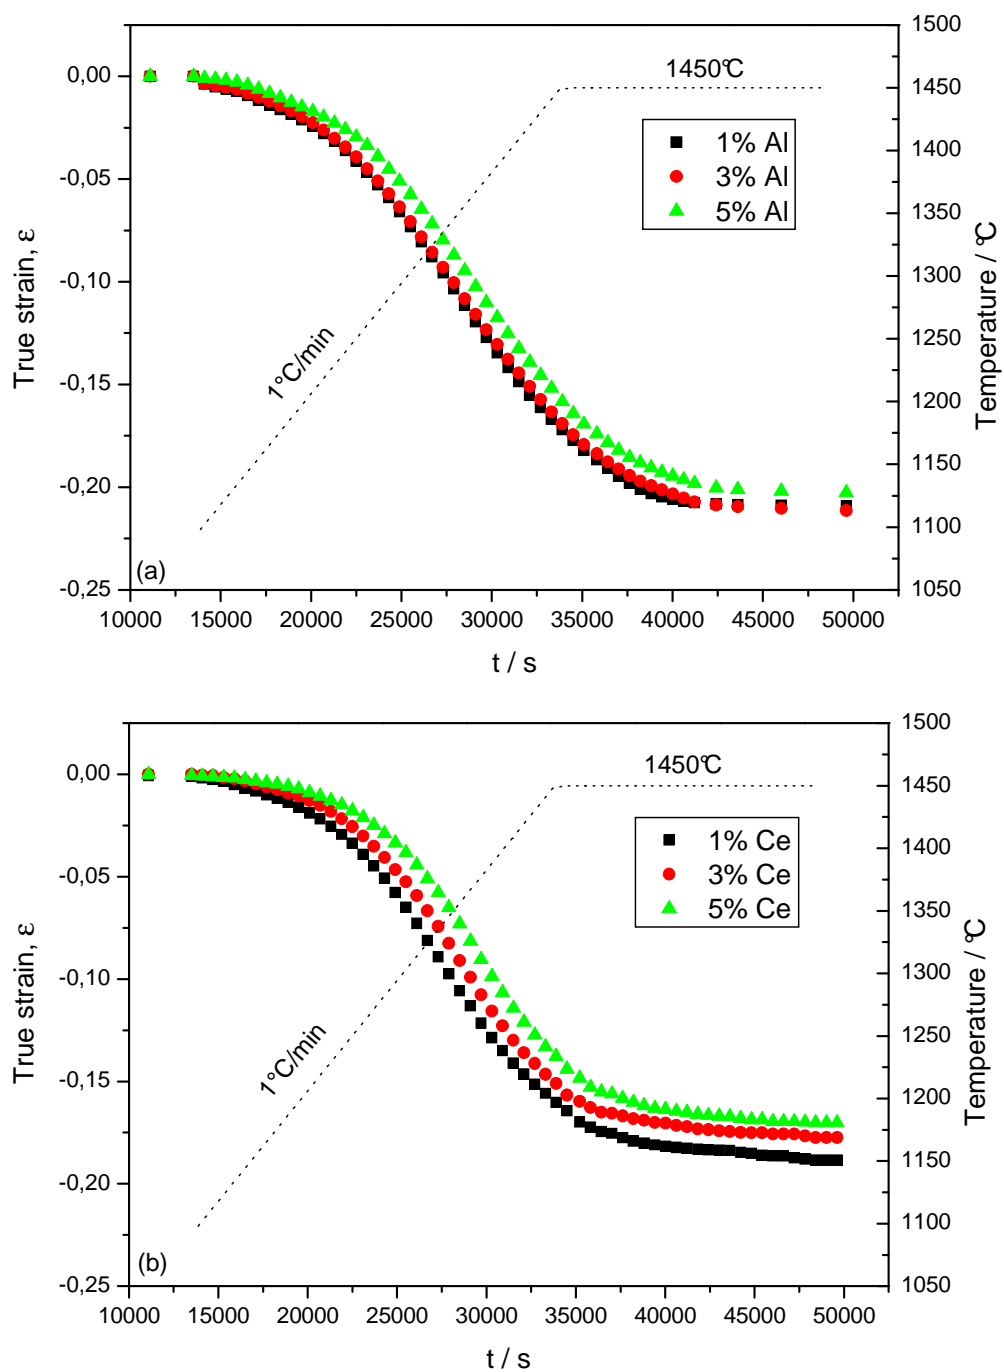 1500
0,00
1450°C
1450
1% Al
3% Al
5% Al
1400
-0,05
1350
True strain, ε
-0,10
1300
Temperature / °C
1°C/min
1250
-0,15
1200
1150
-0,20
1100
(a)
-0,25
1050
10000 15000 20000 25000 30000 35000 40000 45000 50000
t / s
1500
0,00
1450°C
1450
1% Ce
3% Ce
5% Ce
1400
-0,05
1350
True strain, ε
-0,10
1300
Temperature / °C
1°C/min
1250
-0,15
1200
1150
-0,20
1100
(b)
-0,25
1050
10000 15000 20000 25000 30000 35000 40000 45000 50000
t / s